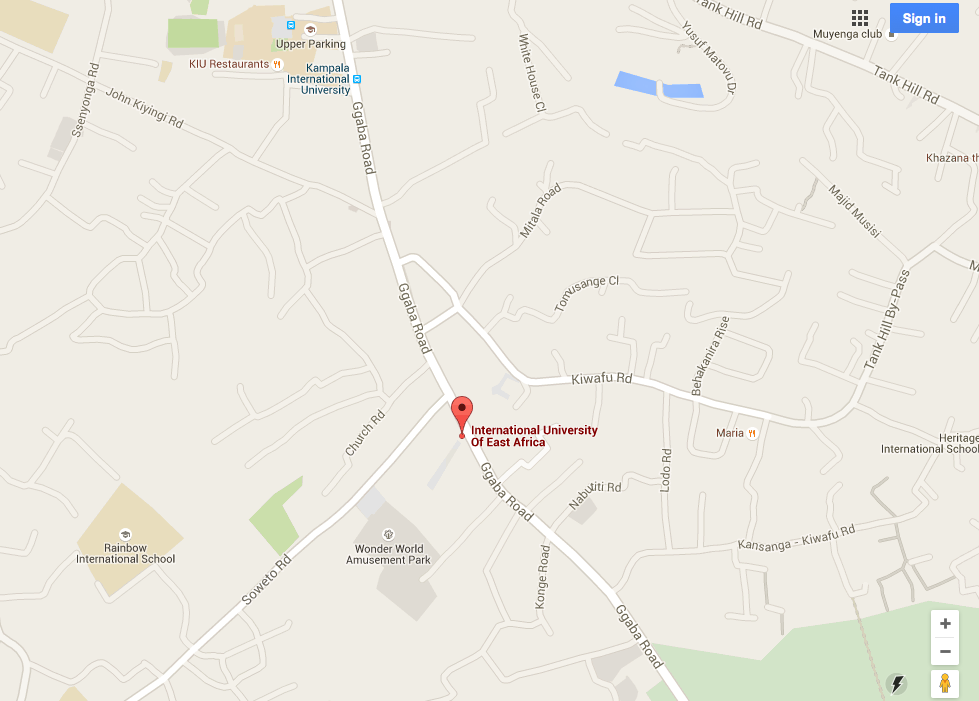 Tank Hill Rd
Sign in
Muyenga club
Upper Parking
KIU Restaurants
Kampala
International
University
Yusuf Matovu Dr
White House Cl
Tank Hill Rd
Ssenyonga Rd
John Kiyingi Rd
Ggaba Road
Khazana th
Mitala Road
Majid Musisi
M
Tomusange Cl
Ggaba Road
Tank Hill By-Pass
Behakanira Rise
Kiwafu Rd
Church Rd
International University
Of East Africa
Maria
Heritage
International School
Ggaba Road
Lodo Rd
Nabutiti Rd
Rainbow
International School
Wonder World
Amusement Park
Kansanga - Kiwafu Rd
Soweto Rd
Konge Road
Ggaba Road
+
−